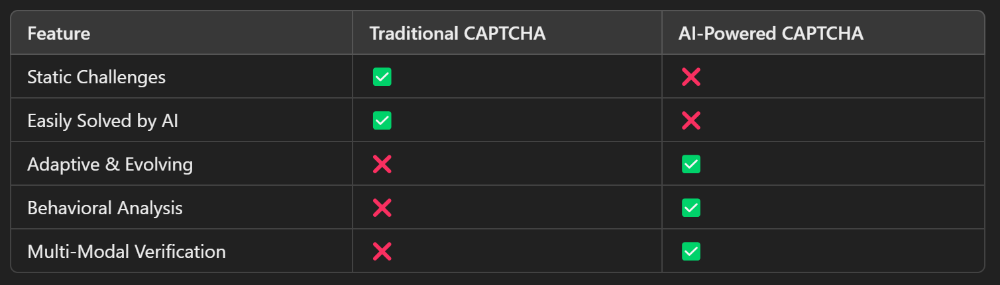 Feature Traditional CAPTCHA AI-Powered CAPTCHA
Static Challenges ✅ ❌
Easily Solved by AI ✅ ❌
Adaptive & Evolving ❌ ✅
Behavioral Analysis ❌ ✅
Multi-Modal Verification ❌ ✅